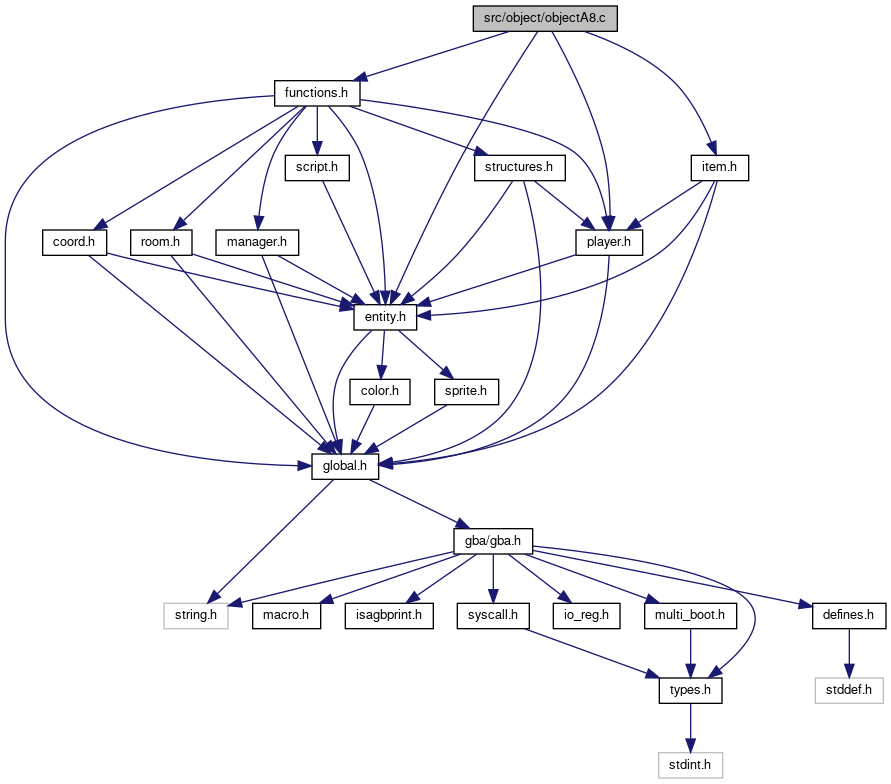 src/object/objectA8.c
functions.h
script.h
structures.h
item.h
coord.h
room.h
manager.h
player.h
entity.h
color.h
sprite.h
global.h
gba/gba.h
string.h
macro.h
isagbprint.h
syscall.h
io_reg.h
multi_boot.h
defines.h
types.h
stddef.h
stdint.h